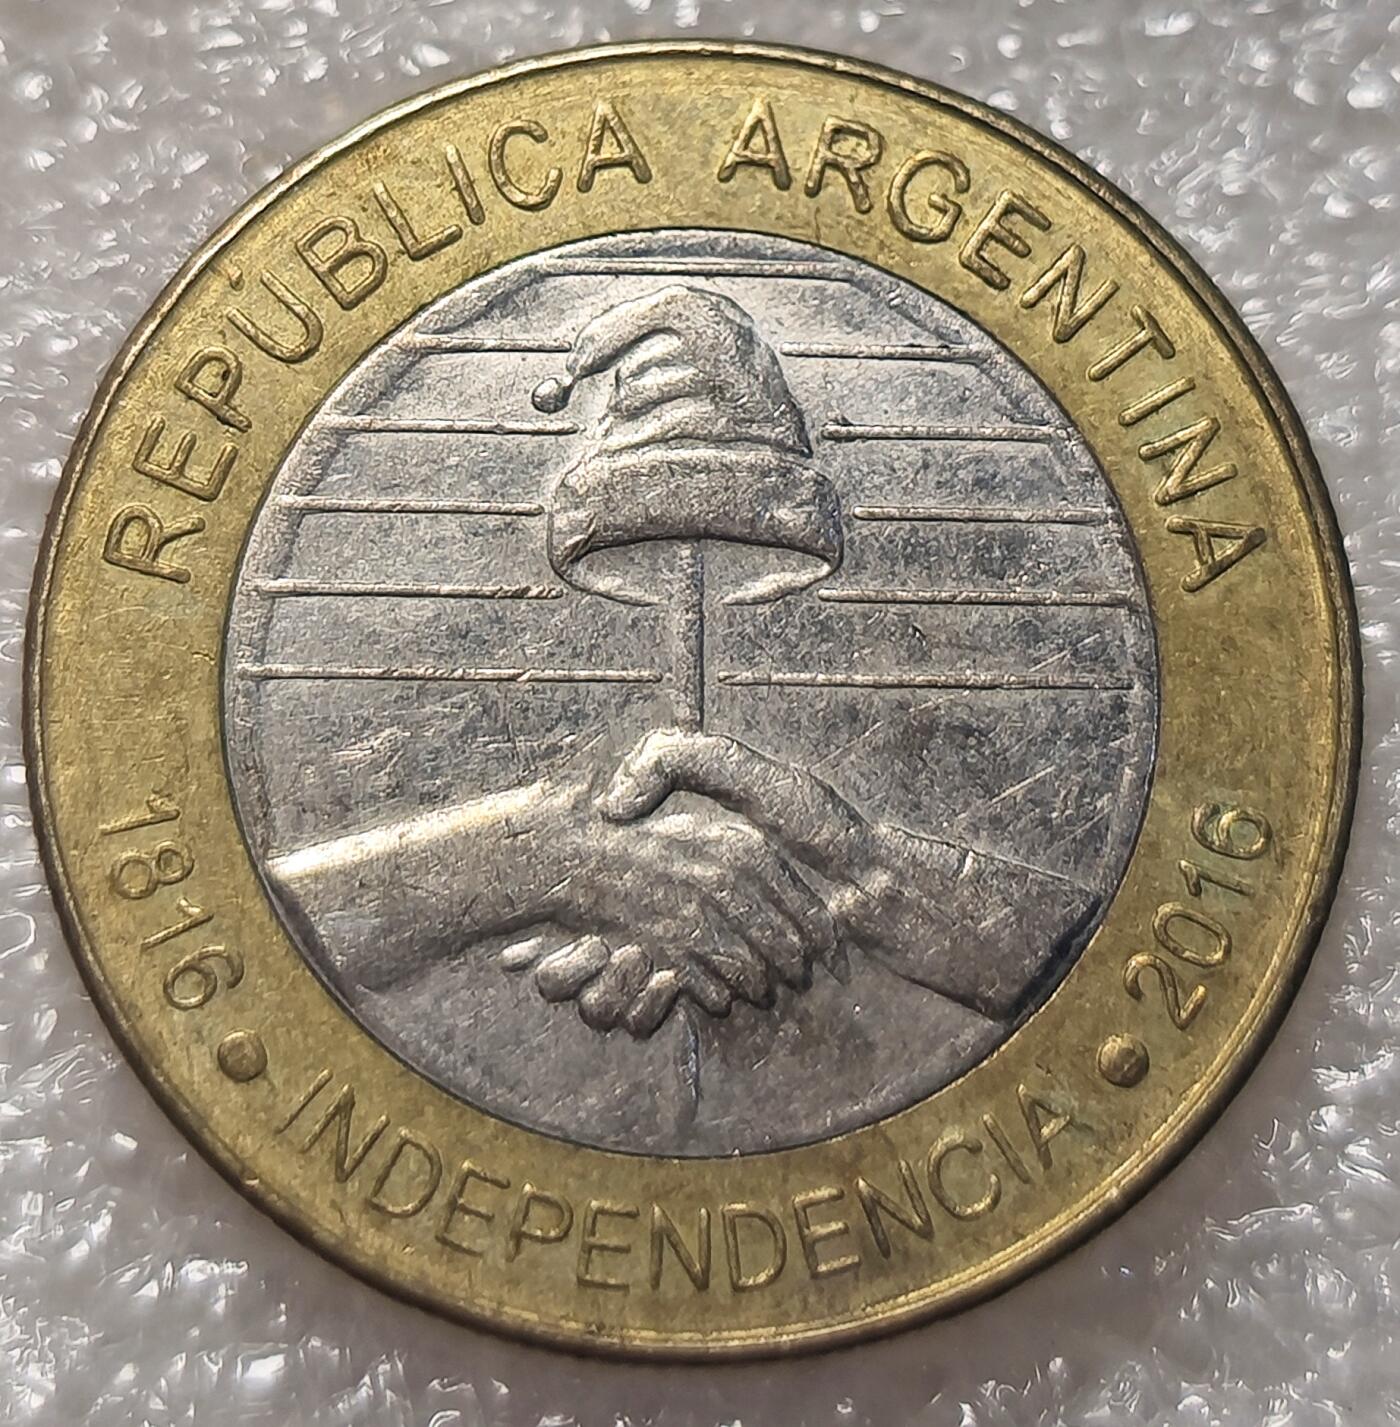 REPÚBLICA ARGENTINA
1816 • INDEPENDENCIA • 2016